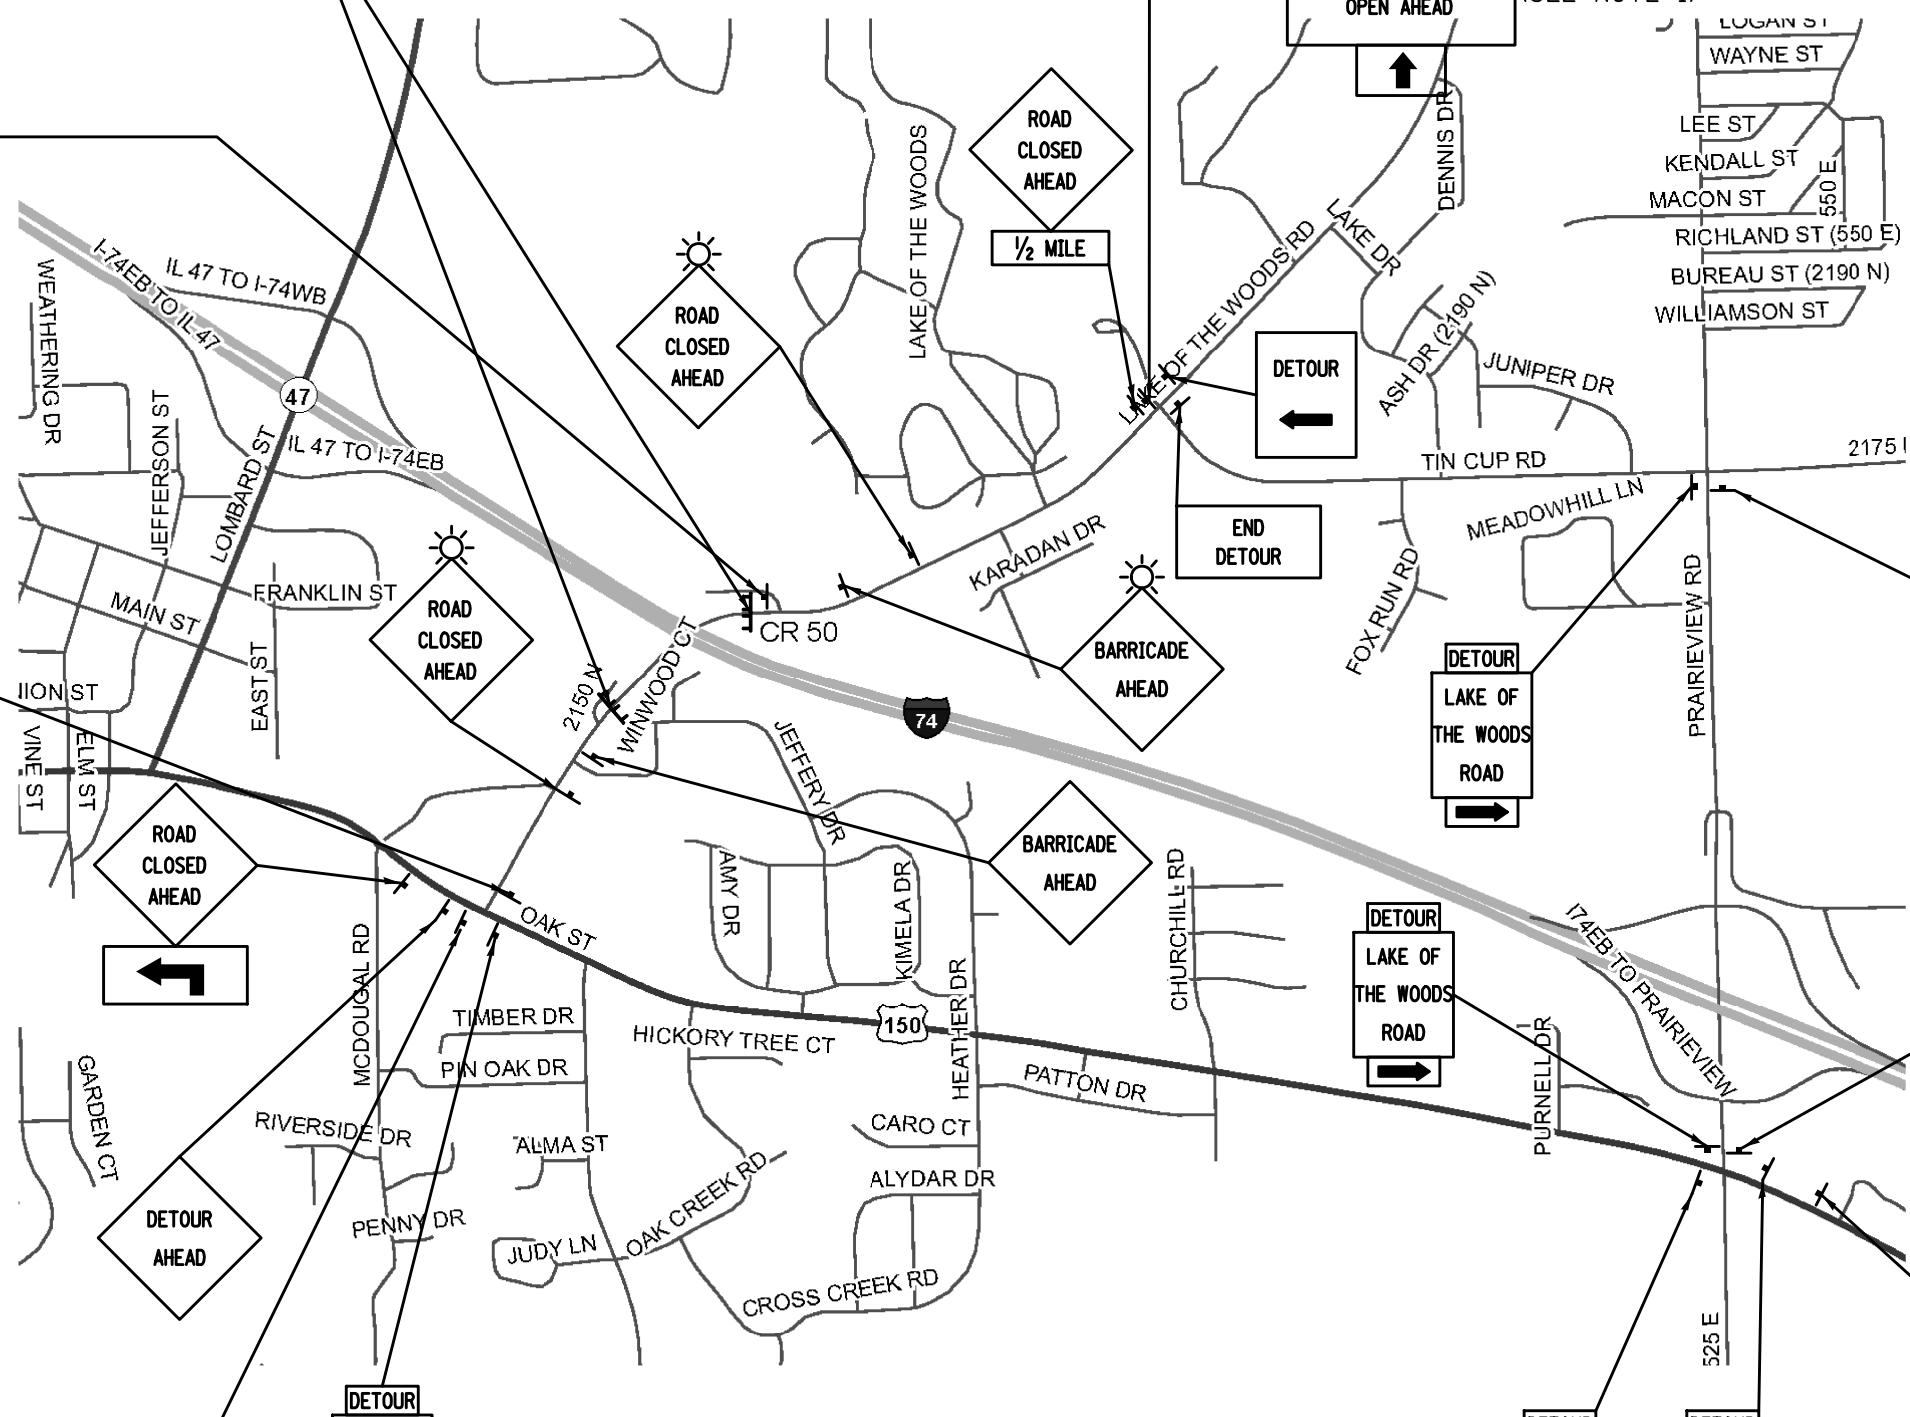 OPEN AHEAD
LOGAN ST
WAYNE ST
LEE ST
KENDALL ST
MACON ST
550 E
RICHLAND ST (550 E)
BUREAU ST (2190 N)
WILLIAMSON ST
DENNIS DR
LAKE DR
LAKE OF THE WOODS RD
LAKE OF THE WOODS
ROAD
CLOSED
AHEAD
½ MILE
ROAD
CLOSED
AHEAD
I-74EB TO IL 47
IL 47 TO I-74WB
WEATHERING DR
47
IL 47 TO I-74EB
JEFFERSON ST
LOMBARD ST
ASH DR (2190 N)
JUNIPER DR
DETOUR
TIN CUP RD
2175
MEADOWHILL LN
END
DETOUR
KARADAN DR
FOX RUN RD
PRAIRIEVIEW RD
FRANKLIN ST
MAIN ST
EAST ST
ROAD
CLOSED
AHEAD
CR 50
WINWOOD CT
2150 N
BARRICADE
AHEAD
DETOUR
LAKE OF
THE WOODS
ROAD
74
VINE ST
ELM ST
JEFFERY DR
ROAD
CLOSED
AHEAD
BARRICADE
AHEAD
AMY DR
KIMELA DR
CHURCHILL RD
OAK ST
MCDOUGAL RD
HEATHER DR
DETOUR
LAKE OF
THE WOODS
ROAD
I74EB TO PRAIRIEVIEW
TIMBER DR
HICKORY TREE CT
150
PIN OAK DR
PATTON DR
PURNELL DR
GARDEN CT
RIVERSIDE DR
ALMA ST
CARO CT
ALYDAR DR
OAK CREEK RD
PENNY DR
JUDY LN
CROSS CREEK RD
DETOUR
AHEAD
525 E
DETOUR